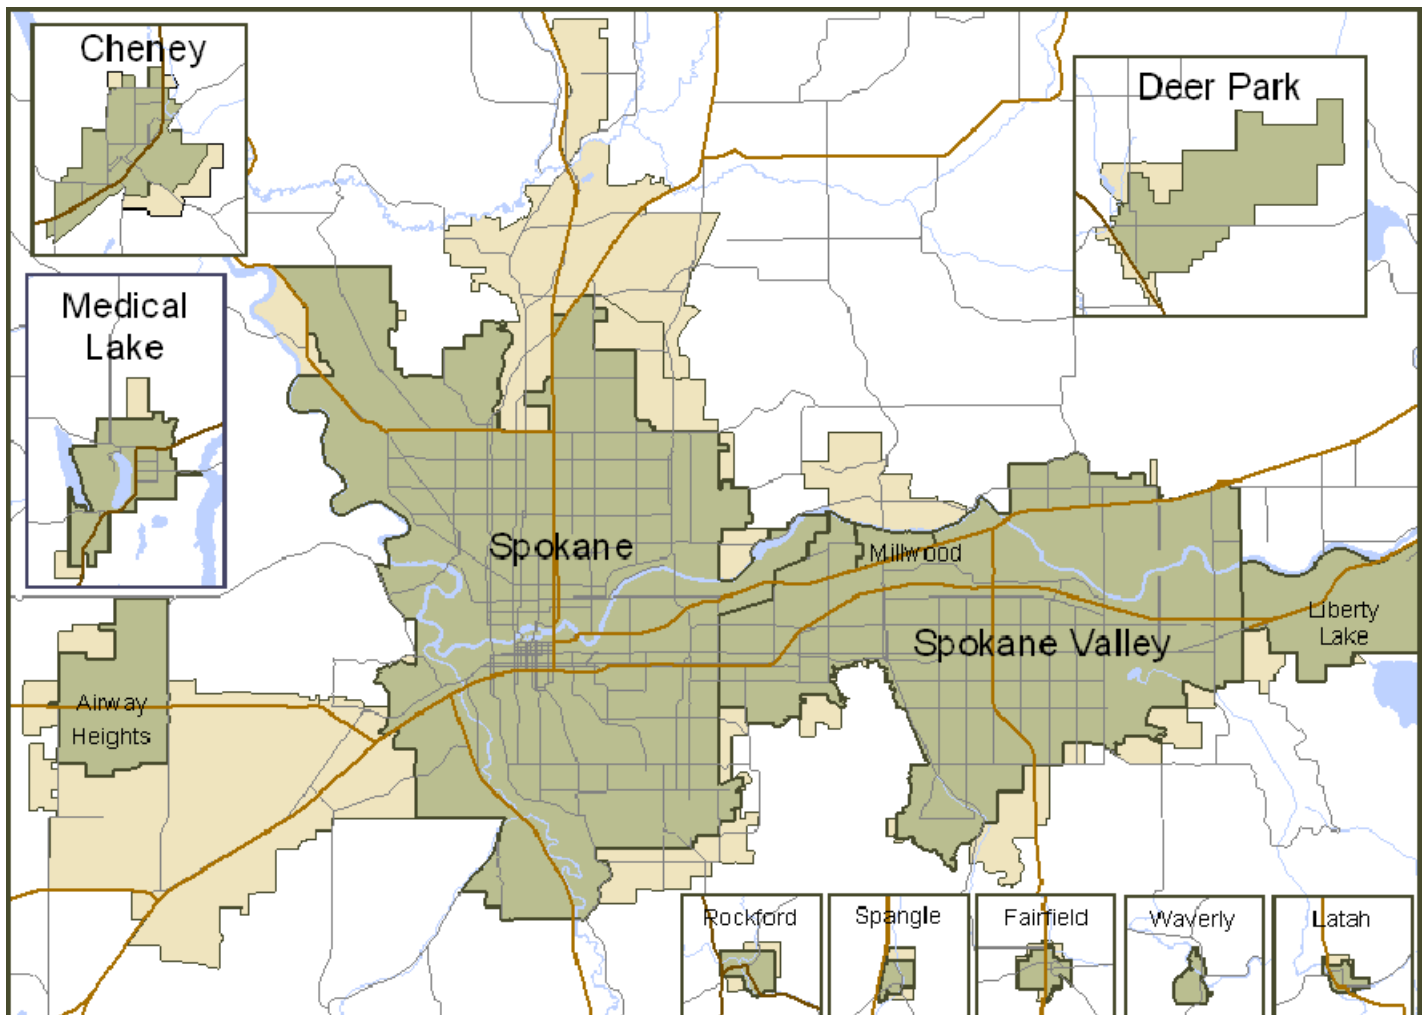 Cheney
Deer Park
Medical
Lake
Spokane
Millwood
Spokane Valley
Liberty
Lake
Airway
Heights
Rockford
Spangle
Fairfield
Waverly
Latah